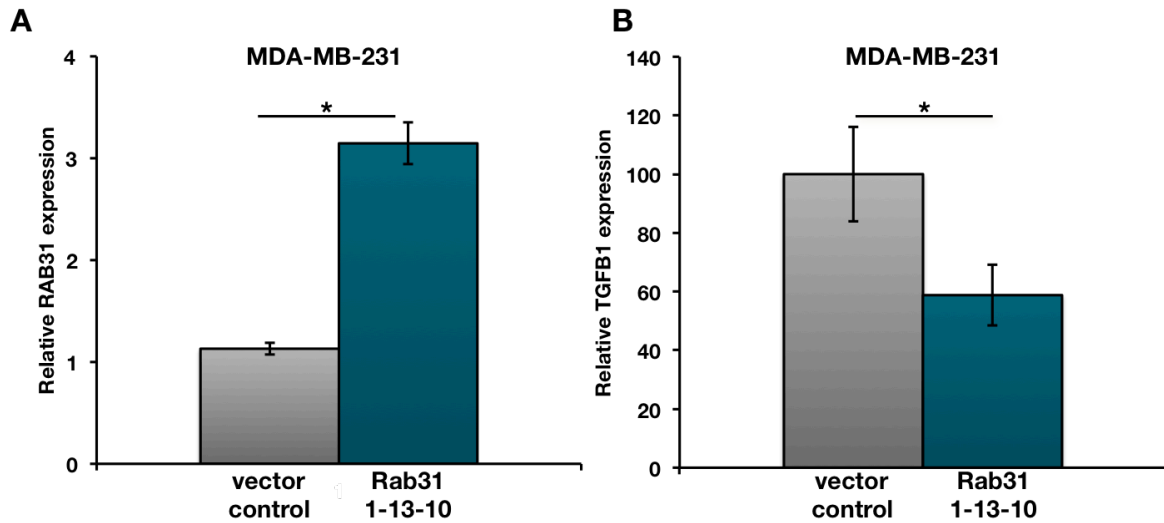 A
MDA-MB-231
*
Relative RAB31 expression
4
3
2
1
0
vector
control
Rab31
1-13-10
1
B
MDA-MB-231
*
Relative TGFB1 expression
140
120
100
80
60
40
20
0
vector
control
Rab31
1-13-10